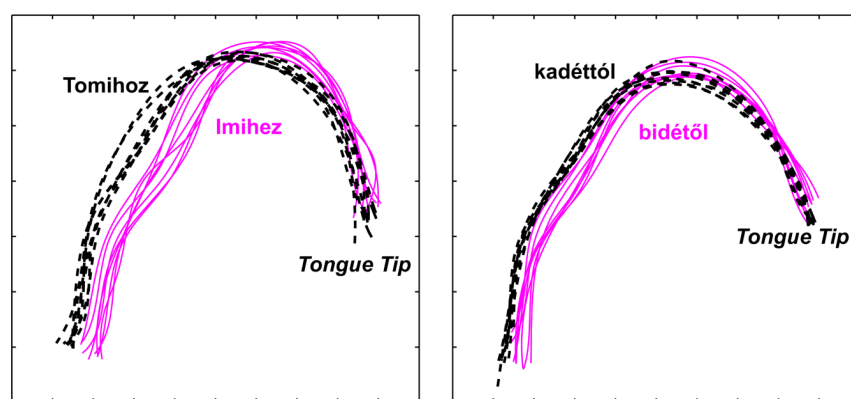 Tomihoz
Imihez
Tongue Tip
kadéttól
bidétől
Tongue Tip